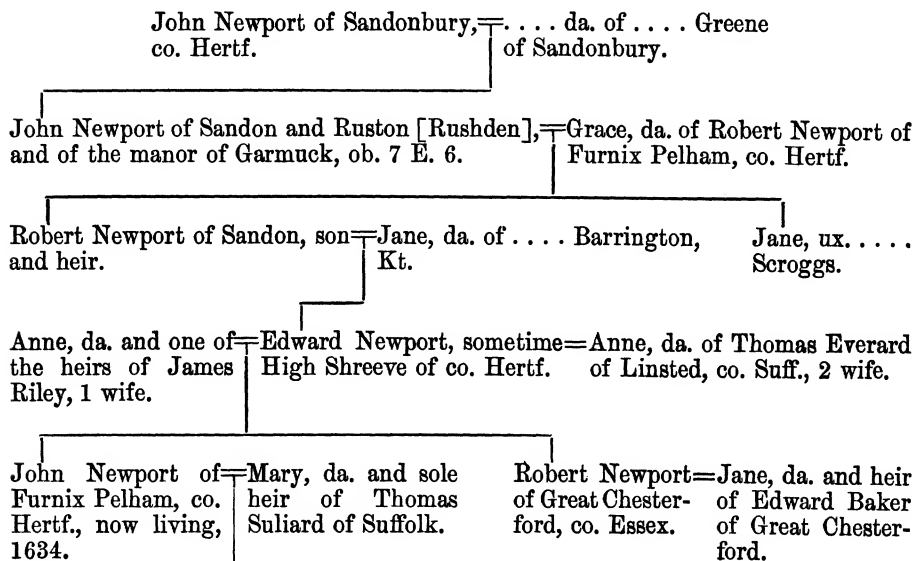 John Newport of Sandonbury,=. . . . da. of . . . . Greene
co. Hertf. of Sandonbury.
John Newport of Sandon and Ruston [Rushden],=Grace, da. of Robert Newport of
and of the manor of Garmuck, ob. 7 E. 6. Furnix Pelham, co. Hertf.
Robert Newport of Sandon, son=Jane, da. of . . . . Barrington,
and heir. Kt.
Jane, ux. . . . .
Scroggs.
Anne, da. and one of
the heirs of James
Riley, 1 wife.
=Edward Newport, sometime
High Shreeve of co. Hertf.
=Anne, da. of Thomas Everard
of Linsted, co. Suff., 2 wife.
John Newport of
Furnix Pelham, co.
Hertf., now living,
1634.
=Mary, da. and sole
heir of Thomas
Suliard of Suffolk.
Robert Newport
of Great Chester-
ford, co. Essex.
=Jane, da. and heir
of Edward Baker
of Great Chester-
ford.